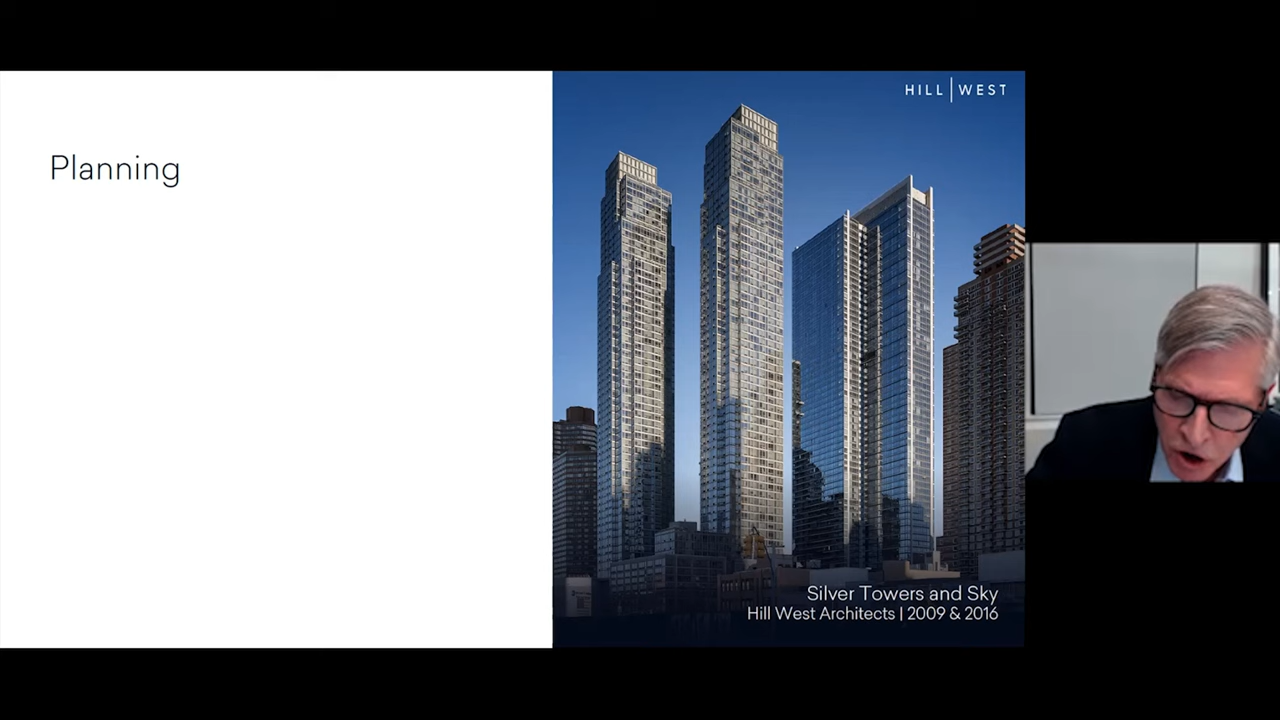 Planning
HILL | WEST
Silver Towers and Sky
Hill West Architects | 2009 & 2016